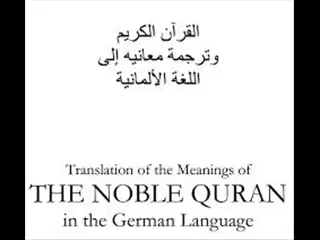 القرآن الكريم
وترجمة معانيه إلى
اللغة الألمانية
Translation of the Meanings of
THE NOBLE QURAN
in the German Language